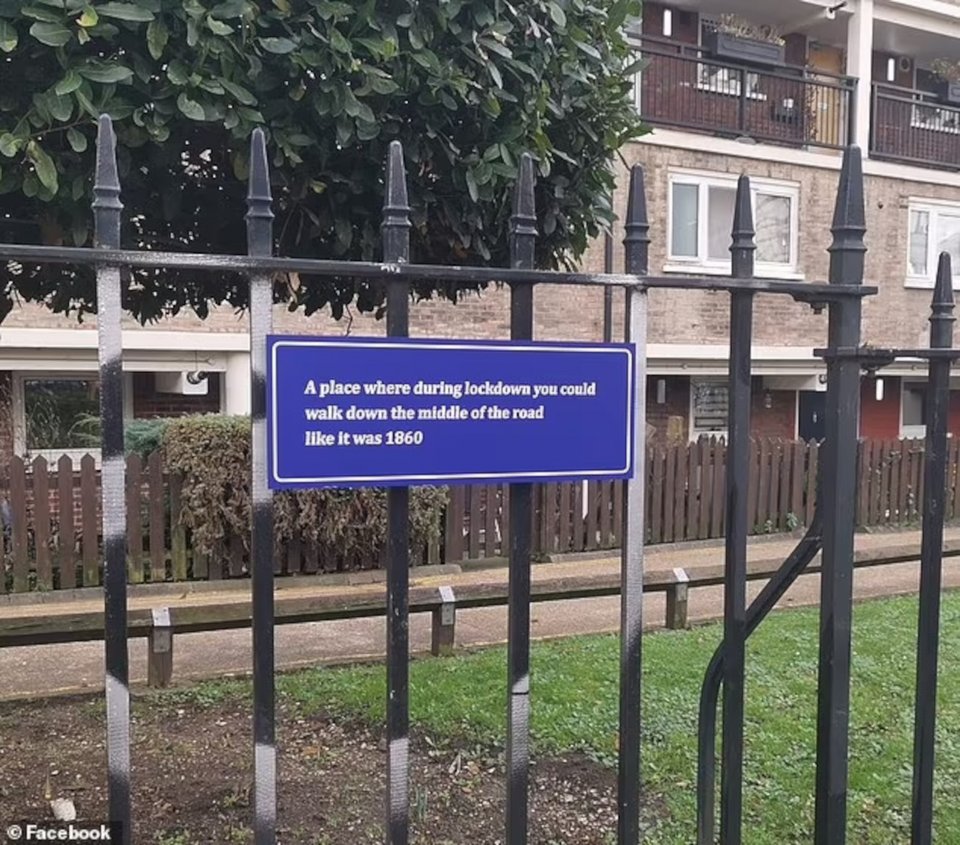 A place where during lockdown you could
walk down the middle of the road
like it was 1860
© Facebook